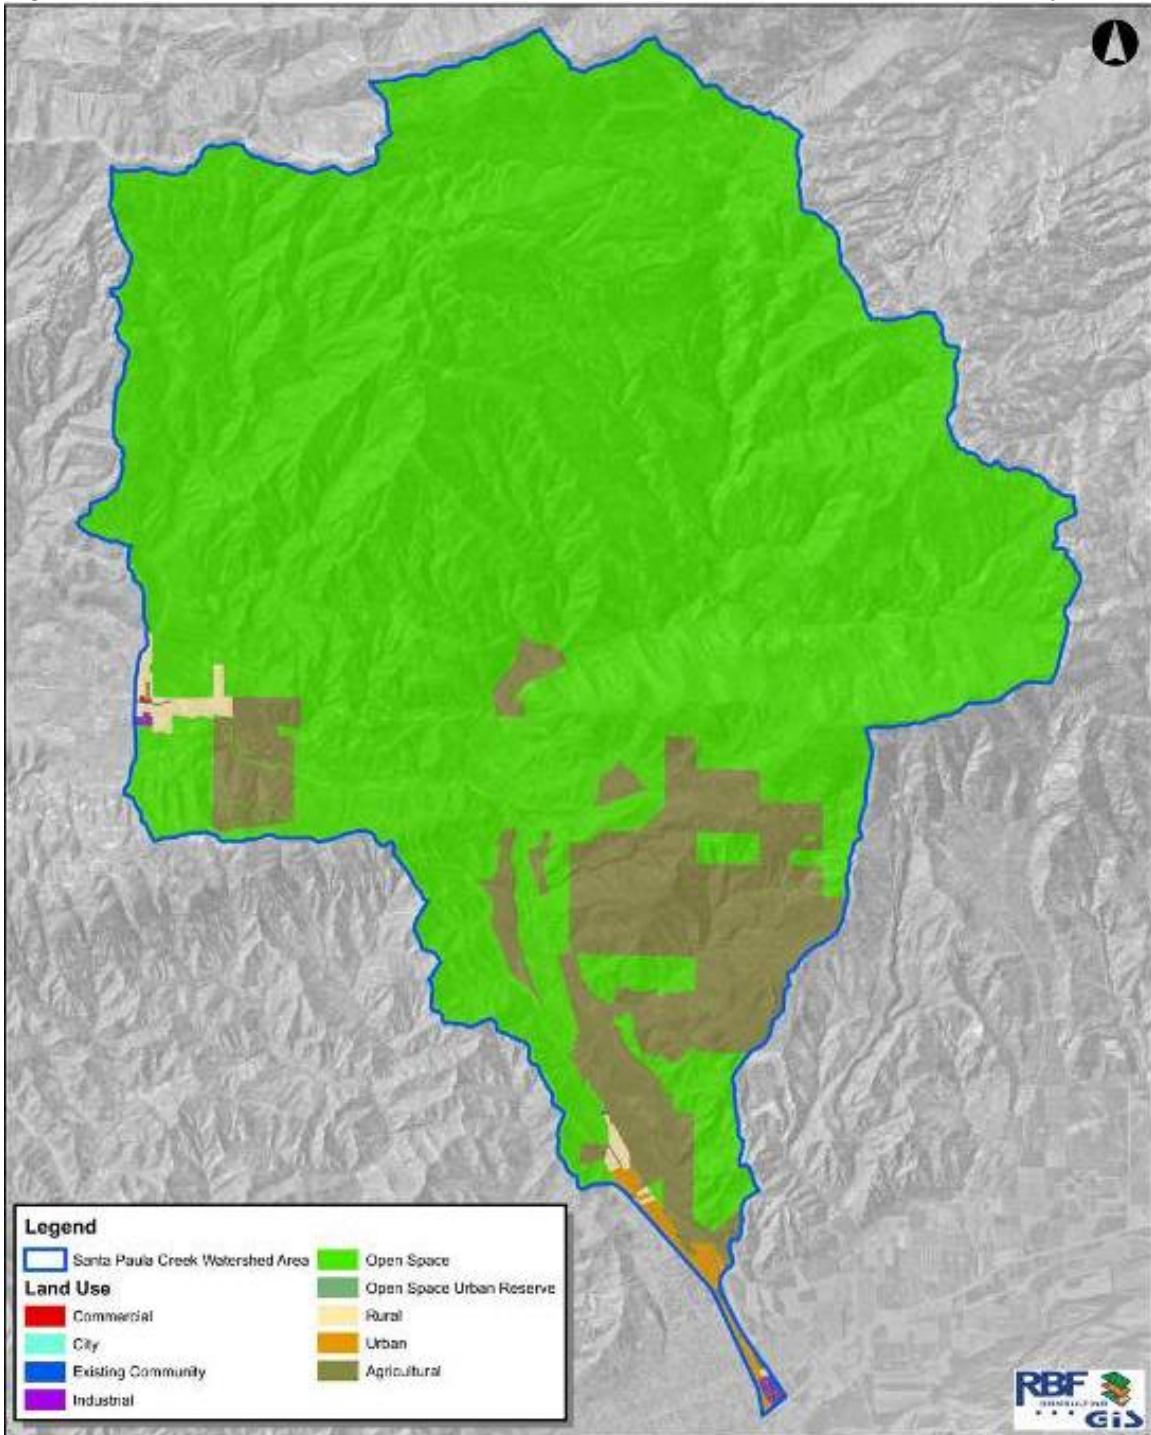 Legend
Santa Paula Creek Watershed Area
Land Use
Commercial
City
Existing Community
Industrial
Open Space
Open Space Urban Reserve
Rural
Urban
Agricultural
RBF
CONSULTING
GIS